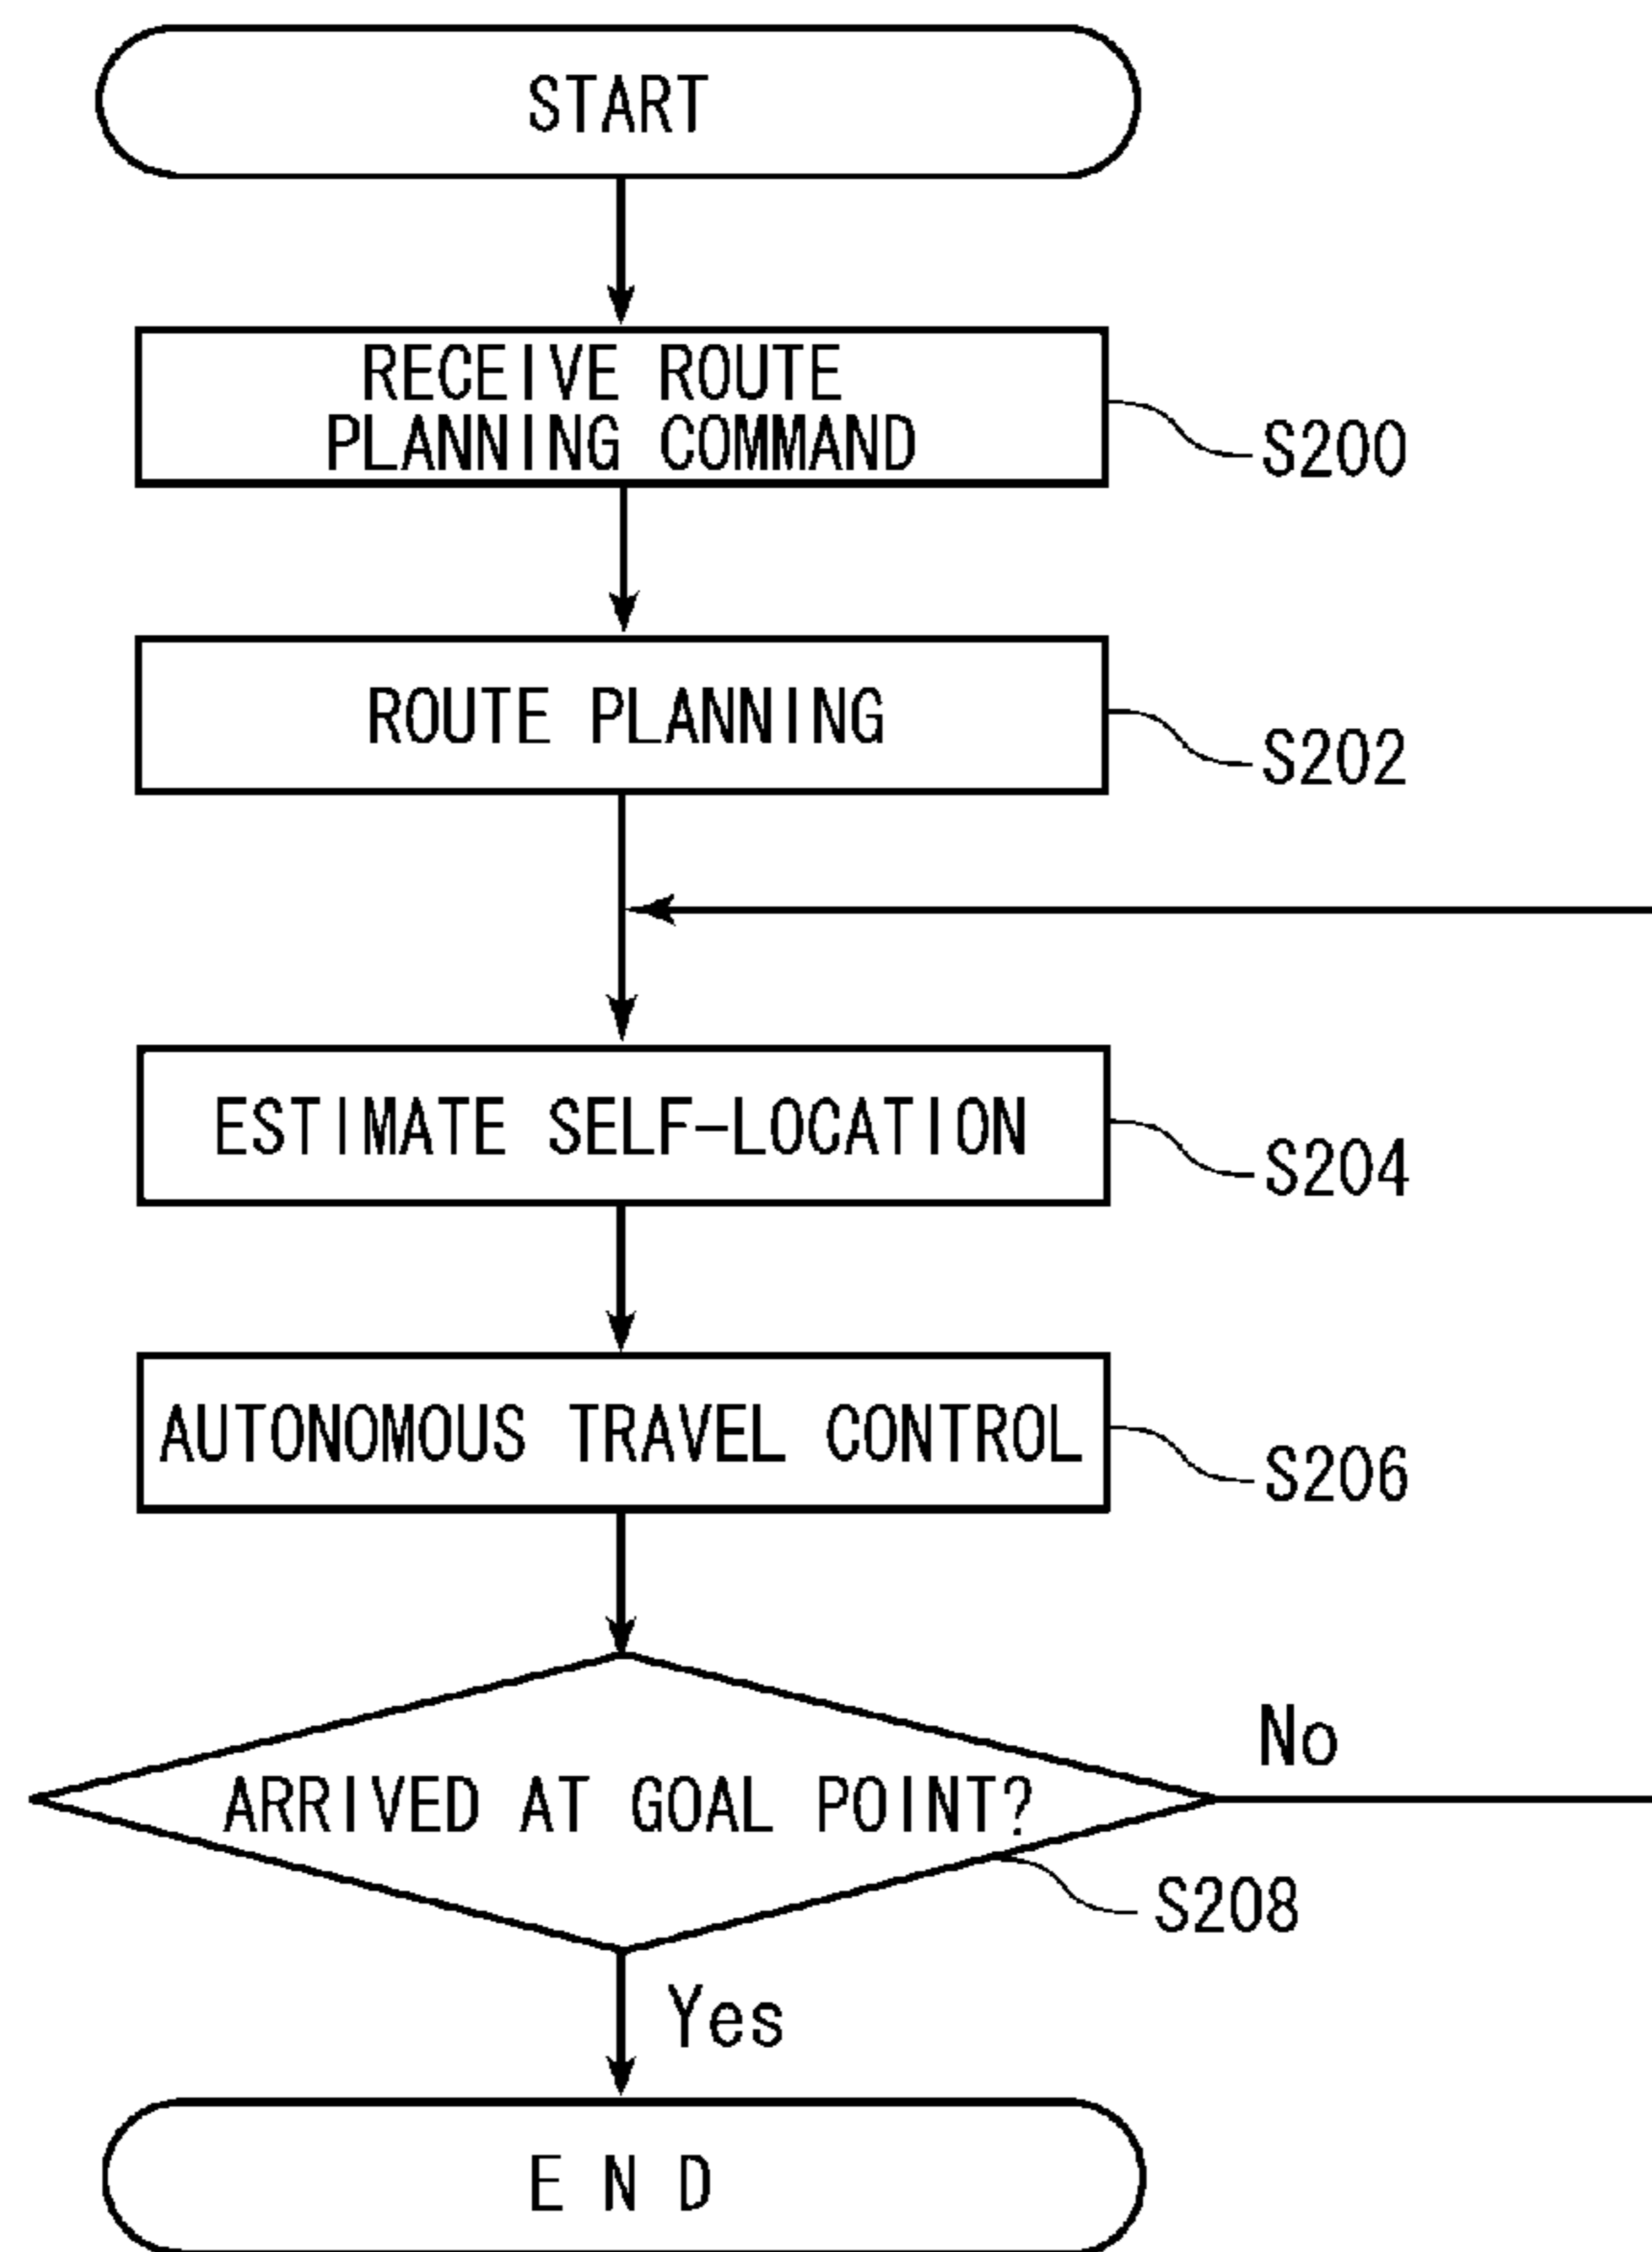 START
RECEIVE ROUTE
PLANNING COMMAND
S200
ROUTE PLANNING
S202
ESTIMATE SELF-LOCATION
S204
AUTONOMOUS TRAVEL CONTROL
S206
No
ARRIVED AT GOAL POINT?
S208
Yes
END